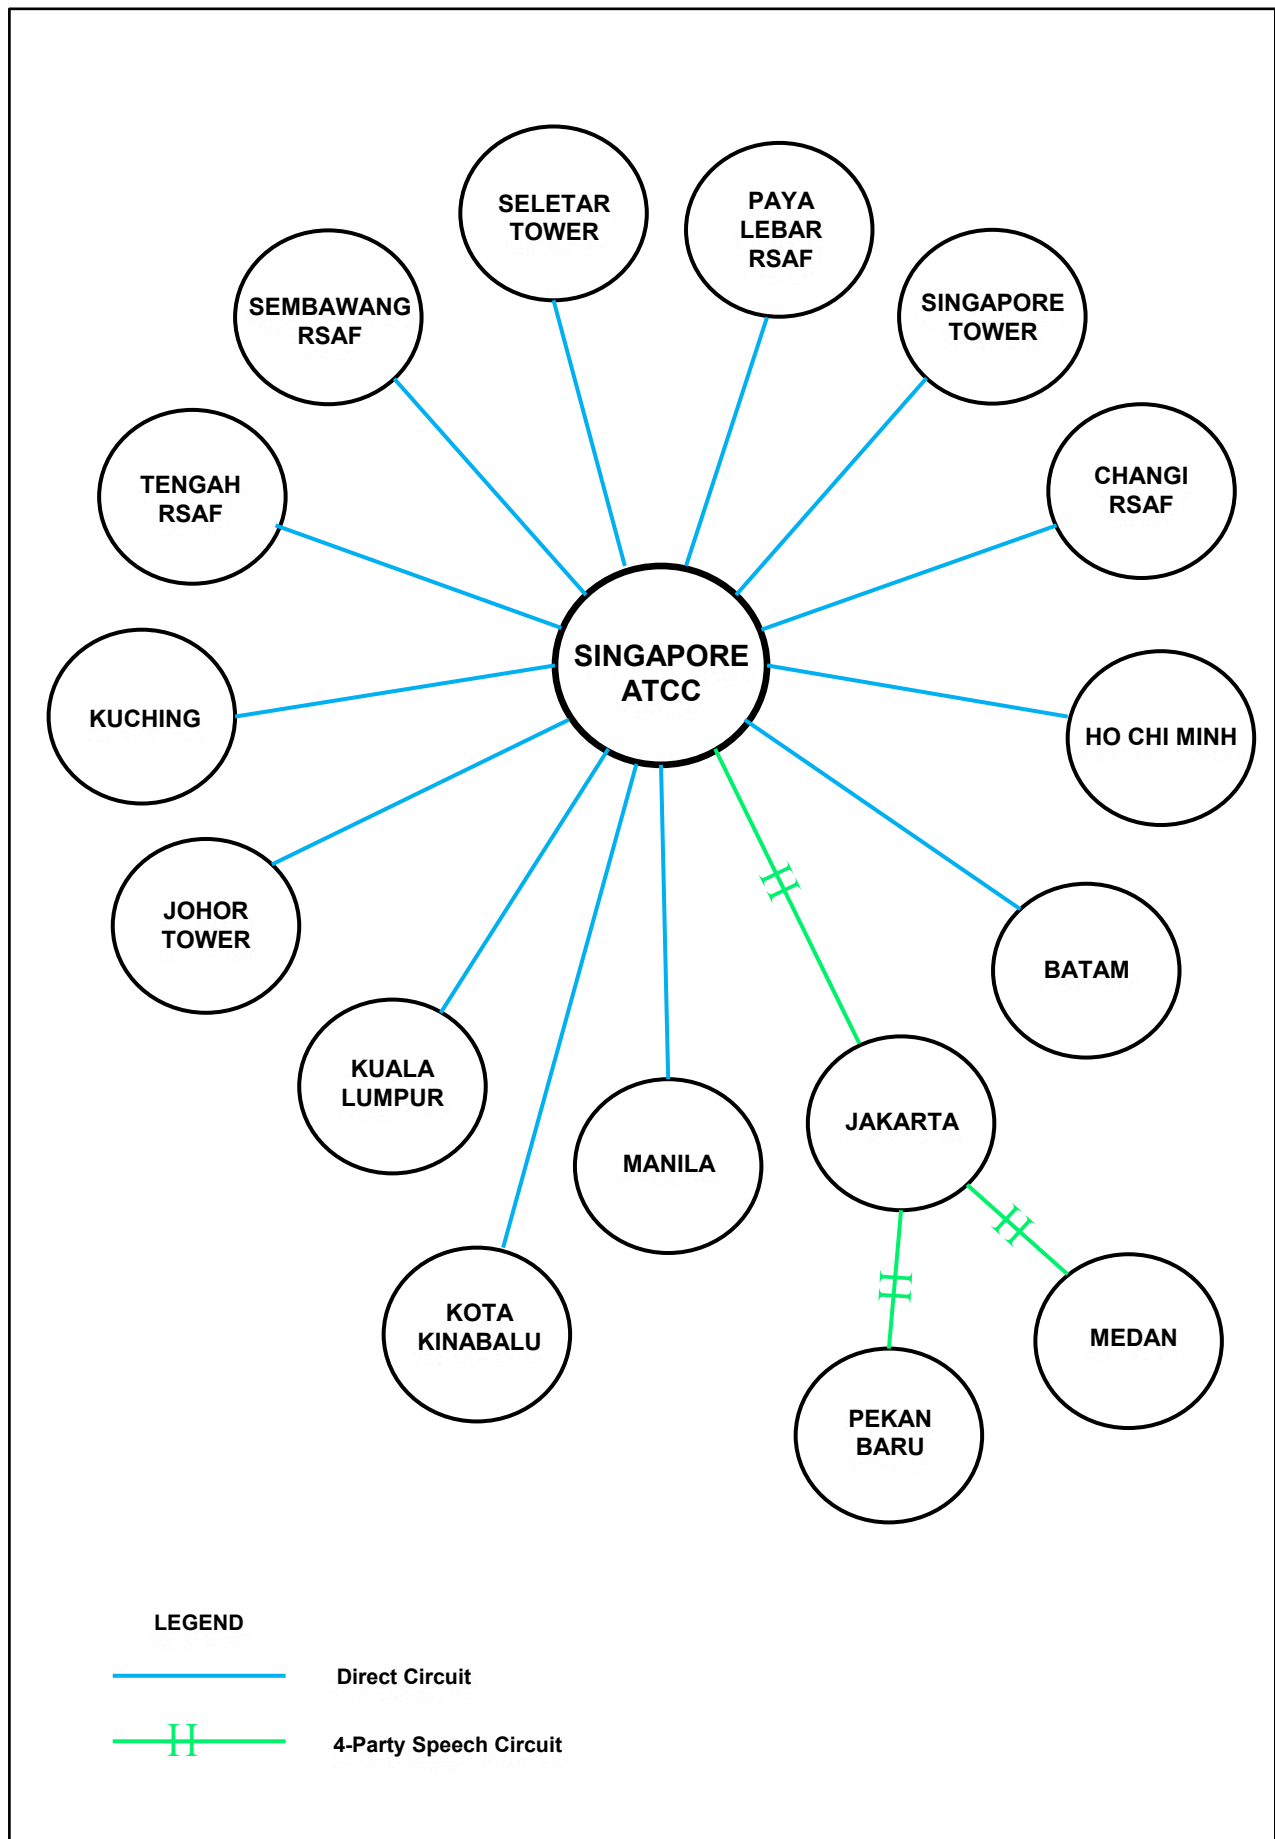 SELETAR
TOWER
PAYA
LEBAR
RSAF
SEMBAWANG
RSAF
SINGAPORE
TOWER
TENGAH
RSAF
CHANGI
RSAF
SINGAPORE
ATCC
KUCHING
HO CHI MINH
JOHOR
TOWER
BATAM
KUALA
LUMPUR
MANILA
JAKARTA
KOTA
KINABALU
MEDAN
PEKAN
BARU
LEGEND
Direct Circuit
4-Party Speech Circuit